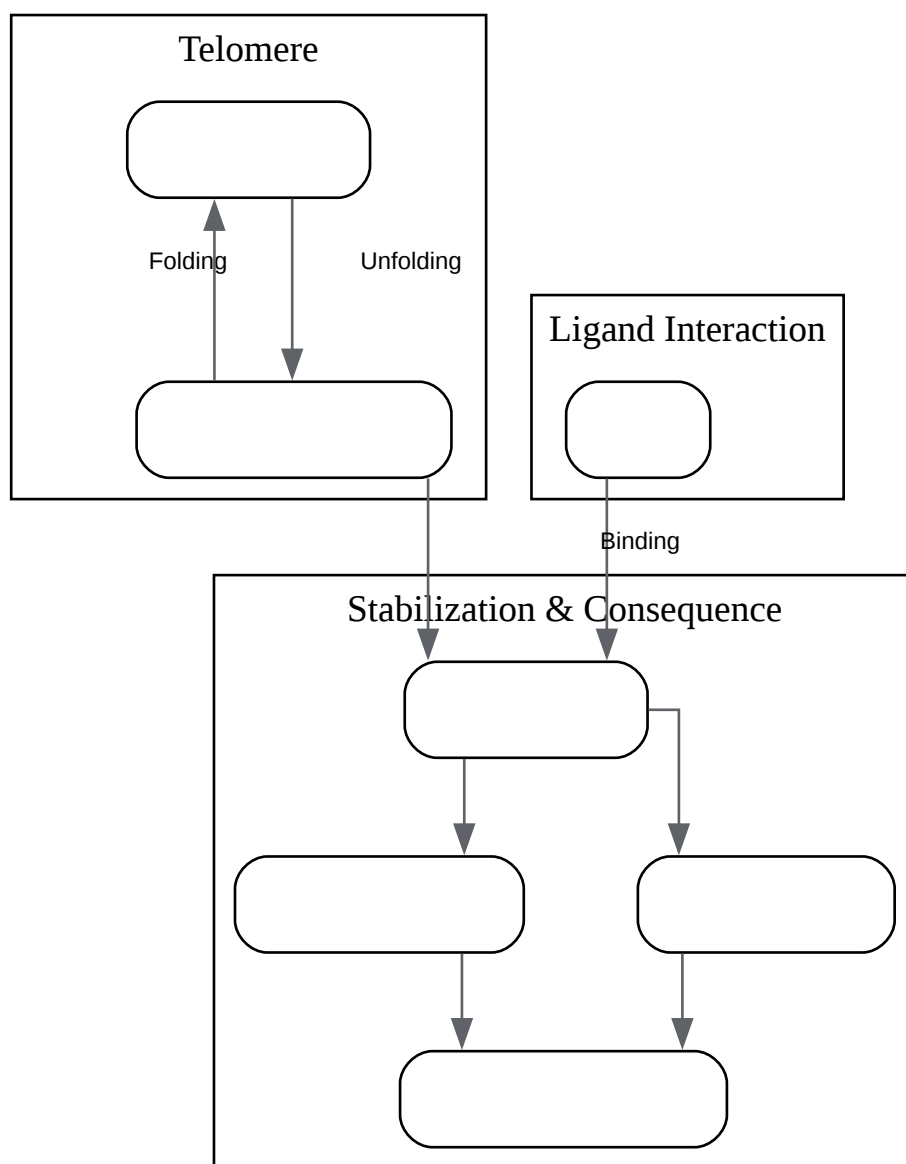 Telomere
Folding
Unfolding
Ligand Interaction
Binding
Stabilization & Consequence